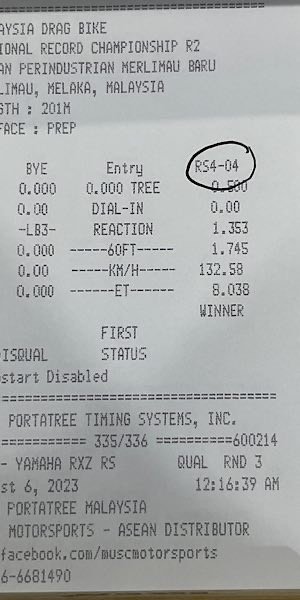 ================================
AYSIA DRAG BIKE
IONAL RECORD CHAMPIONSHIP R2
AN PERINDUSTRIAN MERLIMAU BARU
LIMAU, MELAKA, MALAYSIA
GTH : 201M
FACE : PREP
BYE Entry RS4-04
0.000 0.000 TREE 0.500
0.00 DIAL-IN 0.00
-LB3- REACTION 1.353
0.000 -----60FT----- 1.745
0.00 -----KM/H----- 132.58
0.000 ------ET------ 8.038
WINNER
FIRST
DISQUAL STATUS
start Disabled
================================
PORTATREE TIMING SYSTEMS, INC.
=========== 335/336 ==========600214
- YAMAHA RXZ RS QUAL RND 3
st 6, 2023 12:16:39 AM
PORTATREE MALAYSIA
MOTORSPORTS - ASEAN DISTRIBUTOR
facebook.com/muscmotorsports
6-6681490